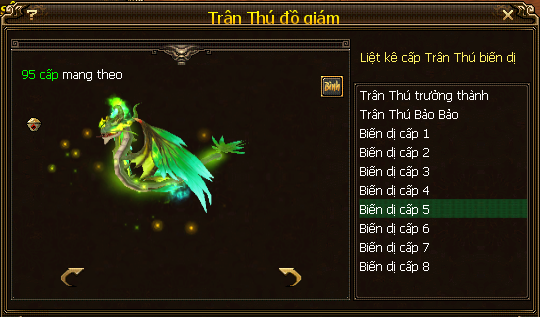 ?
Trân Thú đồ giám
X
Liệt kê cấp Trân Thú biến dị
95 cấp mang theo
Bình
Trân Thú trưởng thành
Trân Thú Bảo Bảo
Biến dị cấp 1
Biến dị cấp 2
Biến dị cấp 3
Biến dị cấp 4
Biến dị cấp 5
Biến dị cấp 6
Biến dị cấp 7
Biến dị cấp 8